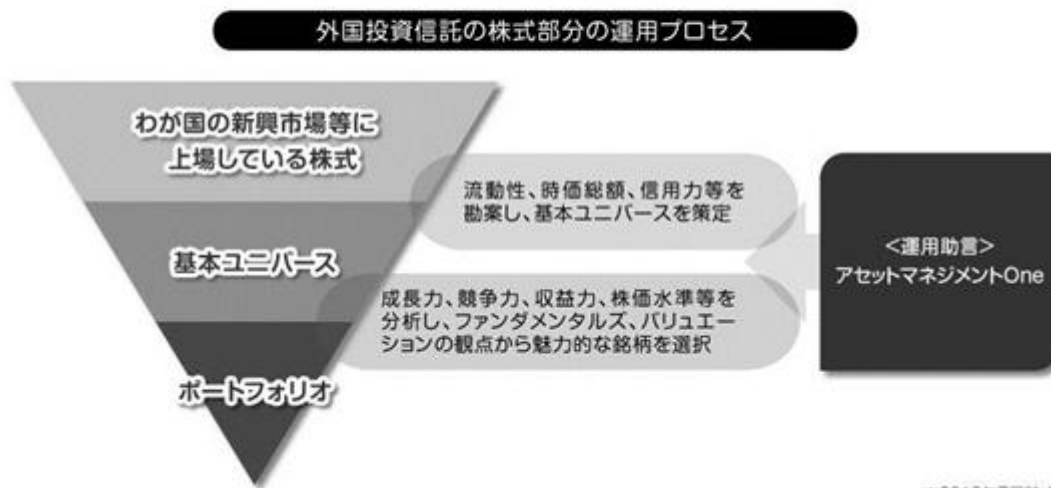 外国投資信託の株式部分の運用プロセス
わが国の新興市場等に
上場している株式
流動性、時価総額、信用力等を
勘案し、基本ユニバースを策定
基本ユニバース
<運用助言>
アセットマネジメントOne
成長力、競争力、収益力、株価水準等を
分析し、ファンダメンタルズ、バリュエー
ションの観点から魅力的な銘柄を選択
ポートフォリオ